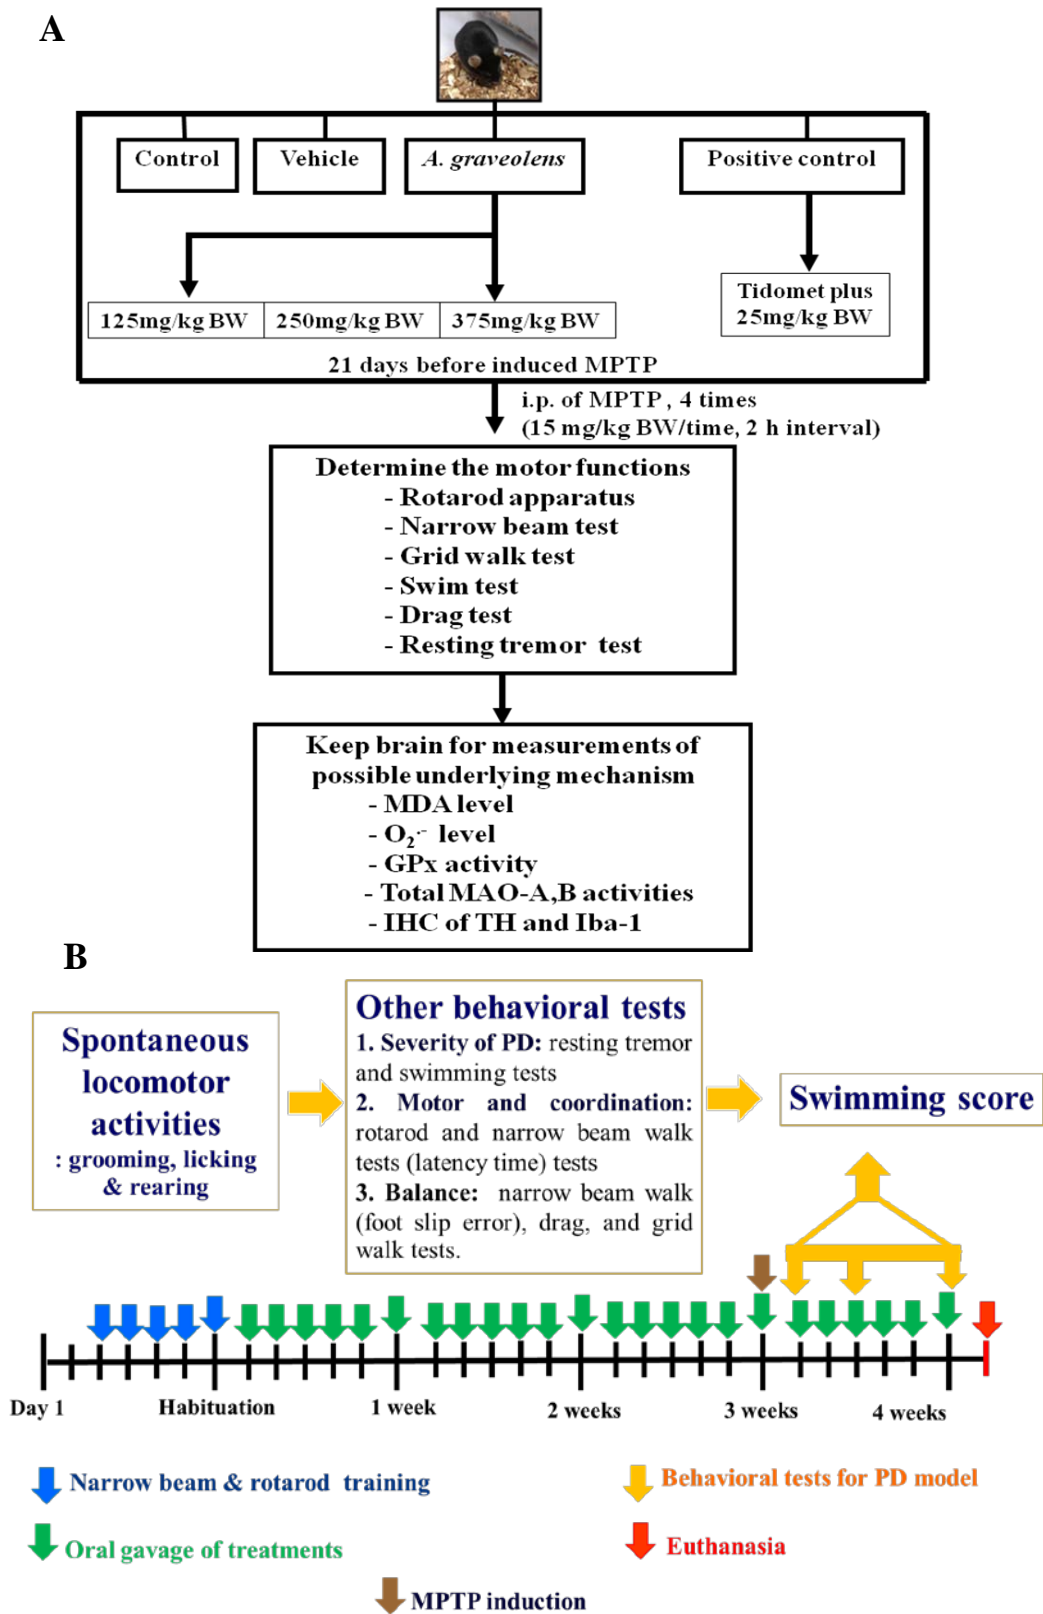 A
Control
Vehicle
A. graveolens
Positive control
125mg/kg BW
250mg/kg BW
375mg/kg BW
Tidomet plus
25mg/kg BW
21 days before induced MPTP
i.p. of MPTP , 4 times
(15 mg/kg BW/time, 2 h interval)
Determine the motor functions
- Rotarod apparatus
- Narrow beam test
- Grid walk test
- Swim test
- Drag test
- Resting tremor test
Keep brain for measurements of
possible underlying mechanism
- MDA level
- O₂·⁻ level
- GPx activity
- Total MAO-A,B activities
- IHC of TH and Iba-1
B
Spontaneous
locomotor
activities
: grooming, licking
& rearing
Other behavioral tests
1. Severity of PD: resting tremor
and swimming tests
2. Motor and coordination:
rotarod and narrow beam walk
tests (latency time) tests
3. Balance: narrow beam walk
(foot slip error), drag, and grid
walk tests.
Swimming score
Day 1
Habituation
1 week
2 weeks
3 weeks
4 weeks
Narrow beam & rotarod training
Behavioral tests for PD model
Oral gavage of treatments
Euthanasia
MPTP induction